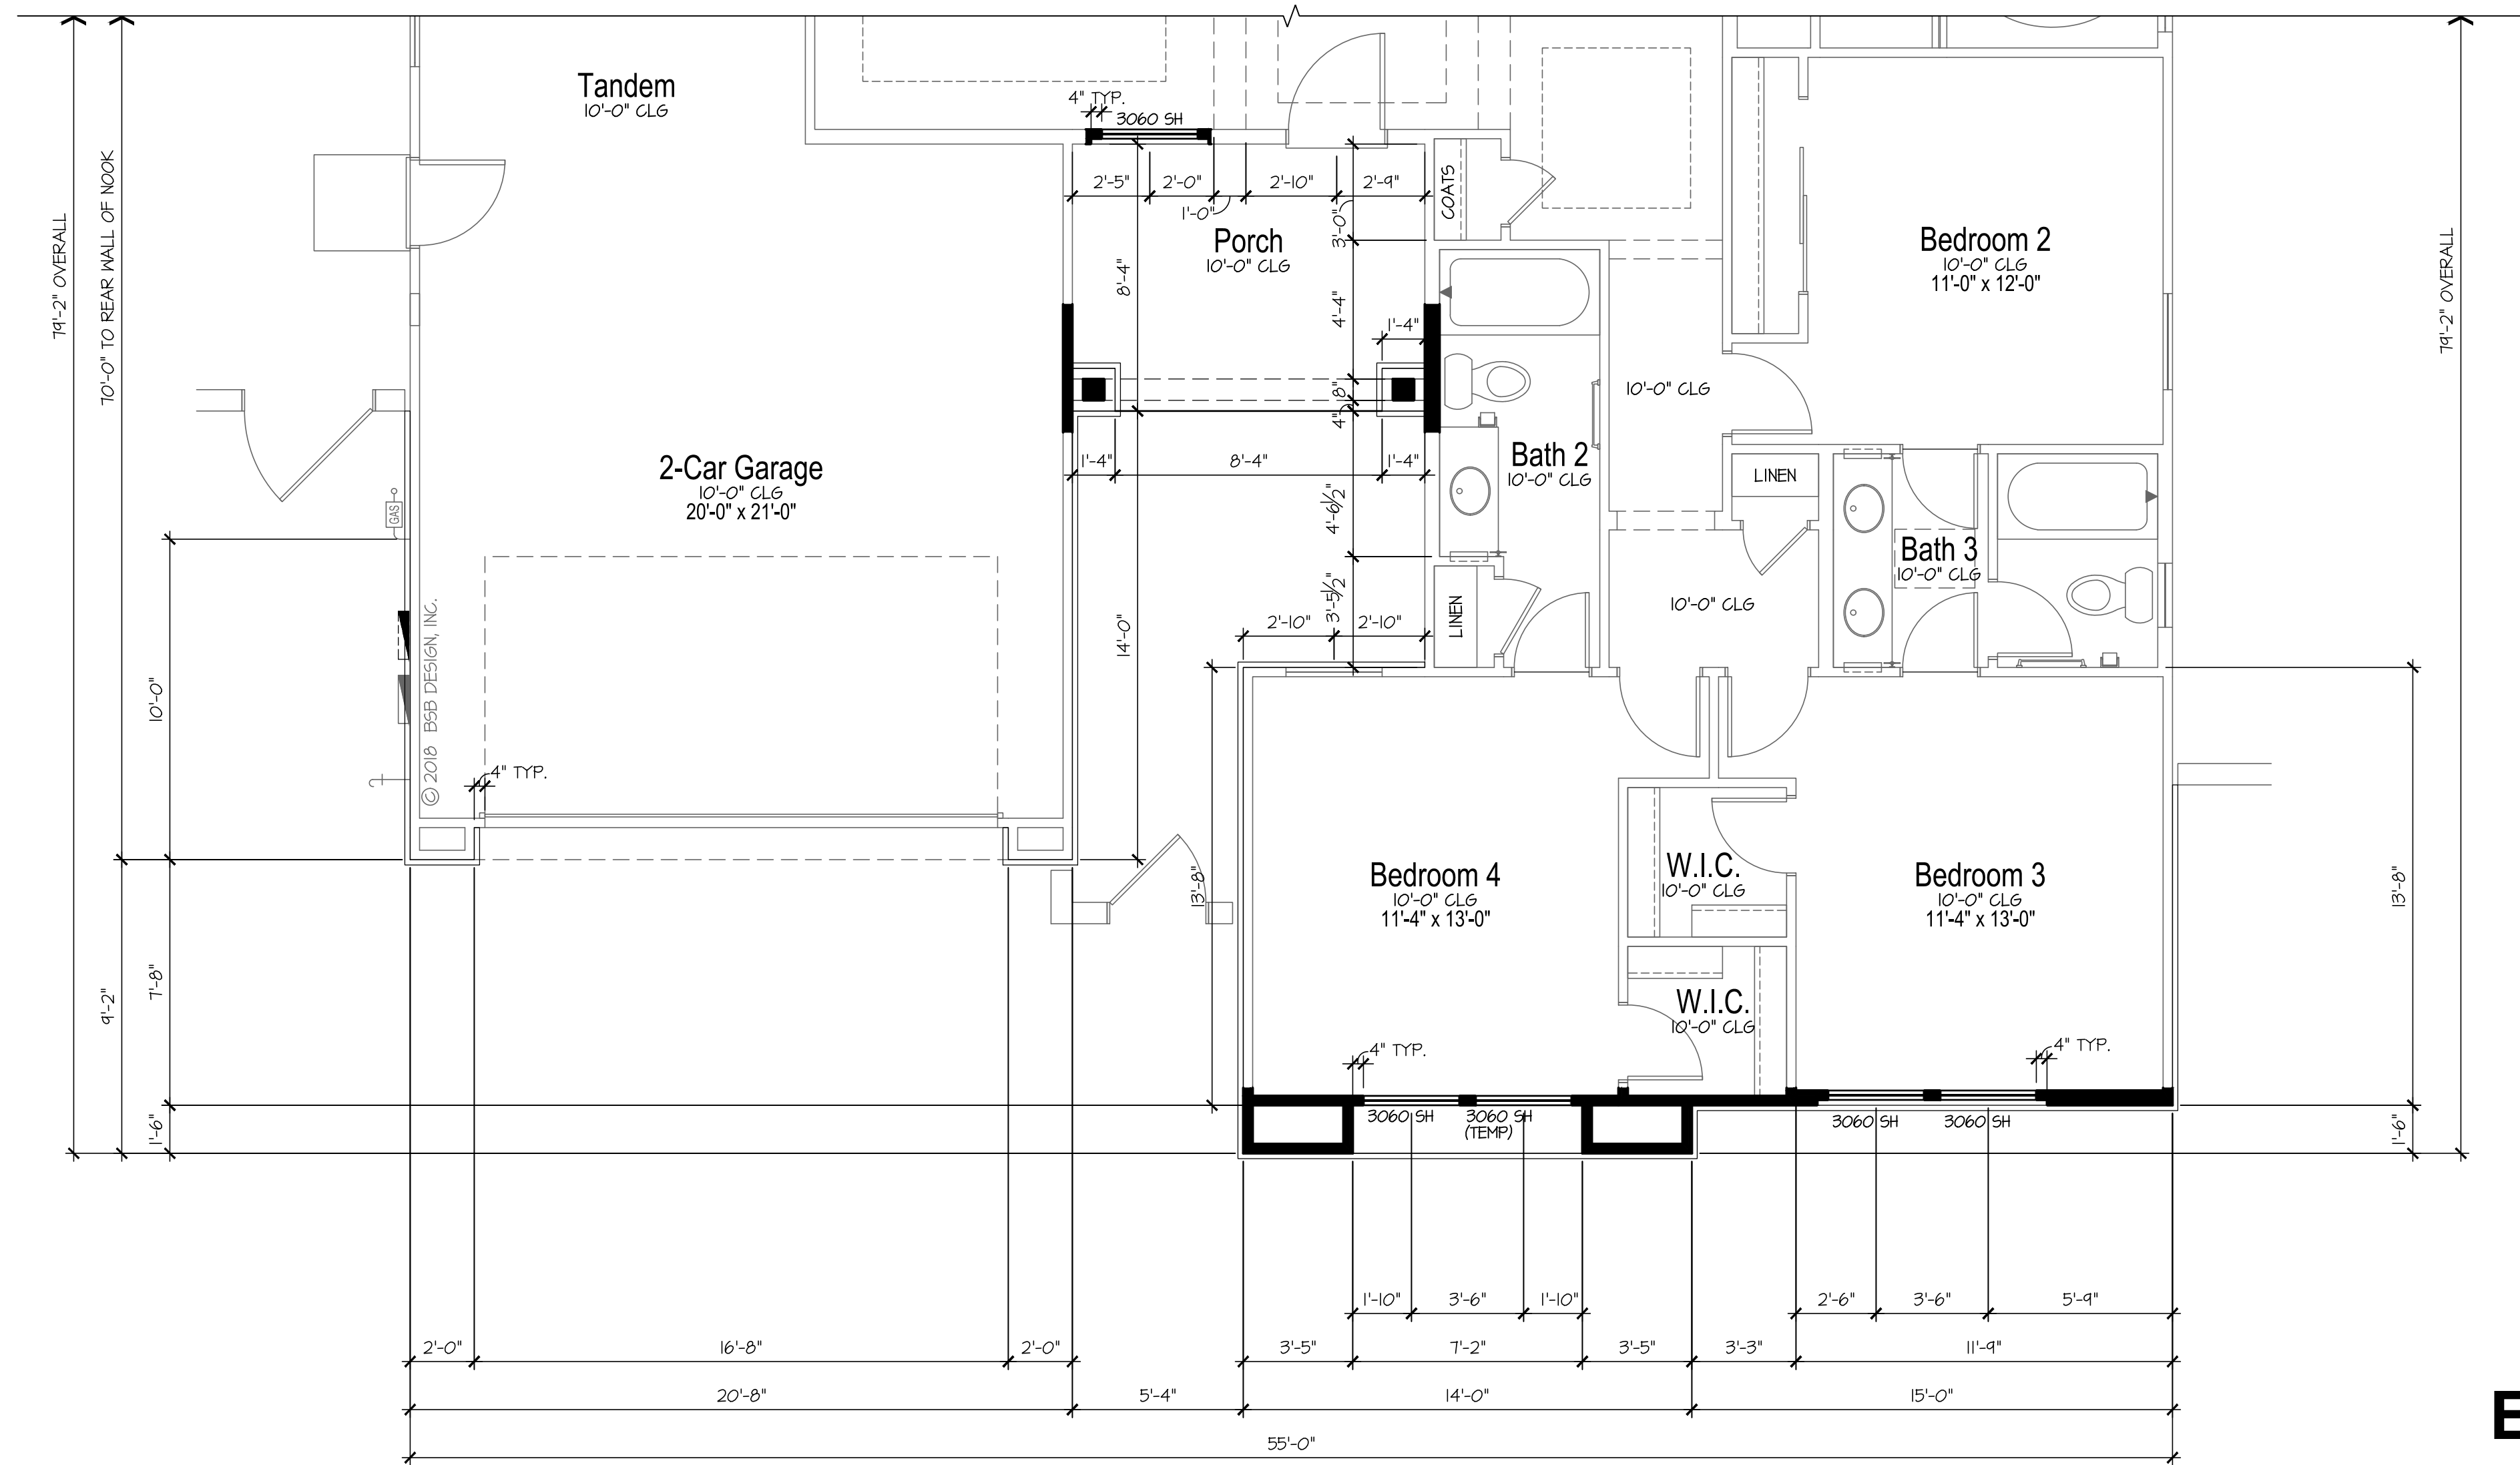 Tandem
10'-0" CLG
4" TYP.
3060 SH
79'-2" OVERALL
70'-0" TO REAR WALL OF NOOK
2'-5"
2'-0"
1'-0"
2'-10"
2'-9"
3'-0"
COATS
Porch
10'-0" CLG
8'-4"
4'-4"
1'-4"
8"
4"
Bedroom 2
10'-0" CLG
11'-0" x 12'-0"
79'-2" OVERALL
10'-0" CLG
2-Car Garage
10'-0" CLG
20'-0" x 21'-0"
1'-4"
8'-4"
1'-4"
Bath 2
10'-0" CLG
LINEN
GAS
4'-6 1/2"
Bath 3
10'-0" CLG
3'-5 1/2"
10'-0" CLG
LINEN
2'-10"
2'-10"
14'-0"
© 2018 BSB DESIGN, INC.
10'-0"
4" TYP.
13'-8"
Bedroom 4
10'-0" CLG
11'-4" x 13'-0"
W.I.C.
10'-0" CLG
Bedroom 3
10'-0" CLG
11'-4" x 13'-0"
13'-8"
7'-8"
9'-2"
W.I.C.
10'-0" CLG
4" TYP.
4" TYP.
1'-6"
3060 SH
3060 SH
(TEMP)
3060 SH
3060 SH
1'-6"
1'-10"
3'-6"
1'-10"
2'-6"
3'-6"
5'-9"
2'-0"
16'-8"
2'-0"
3'-5"
7'-2"
3'-5"
3'-3"
11'-9"
20'-8"
5'-4"
14'-0"
15'-0"
55'-0"